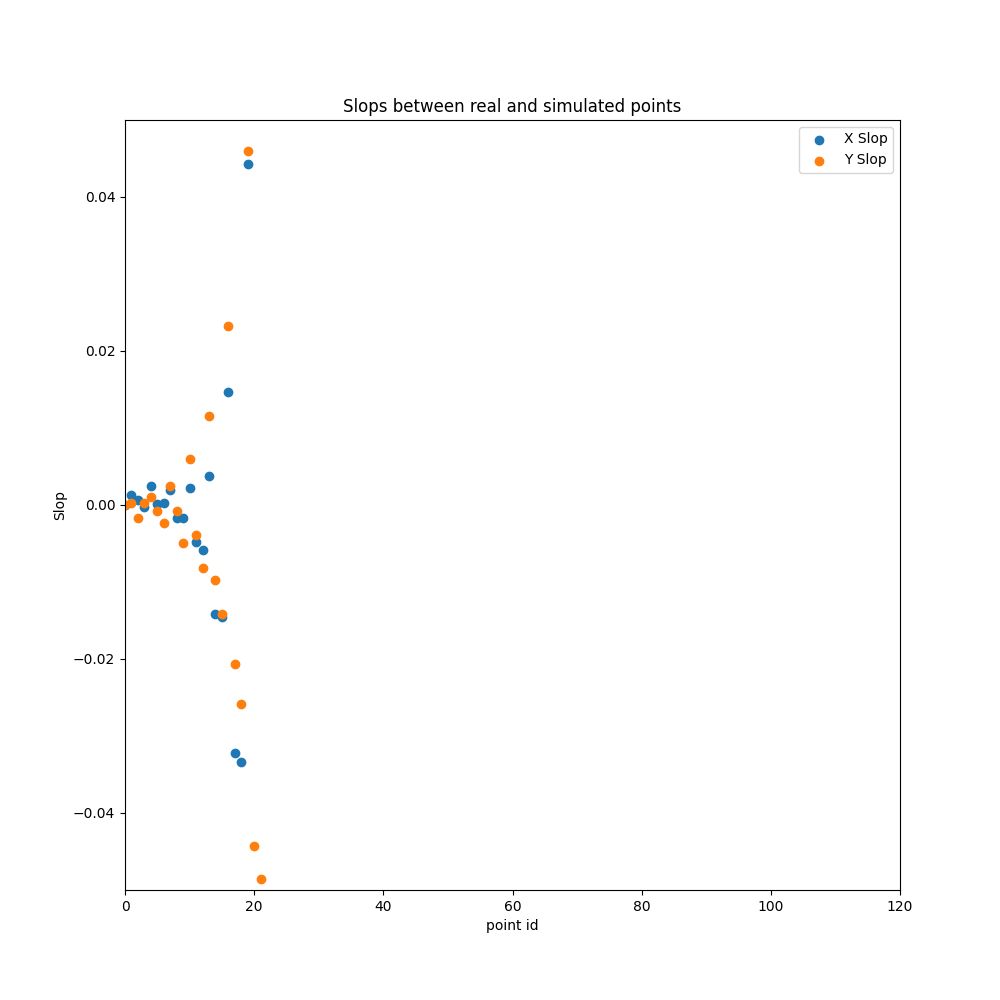 Slops between real and simulated points
X Slop
Y Slop
0.04
0.02
0.00
−0.02
−0.04
Slop
0 20 40 60 80 100 120
point id